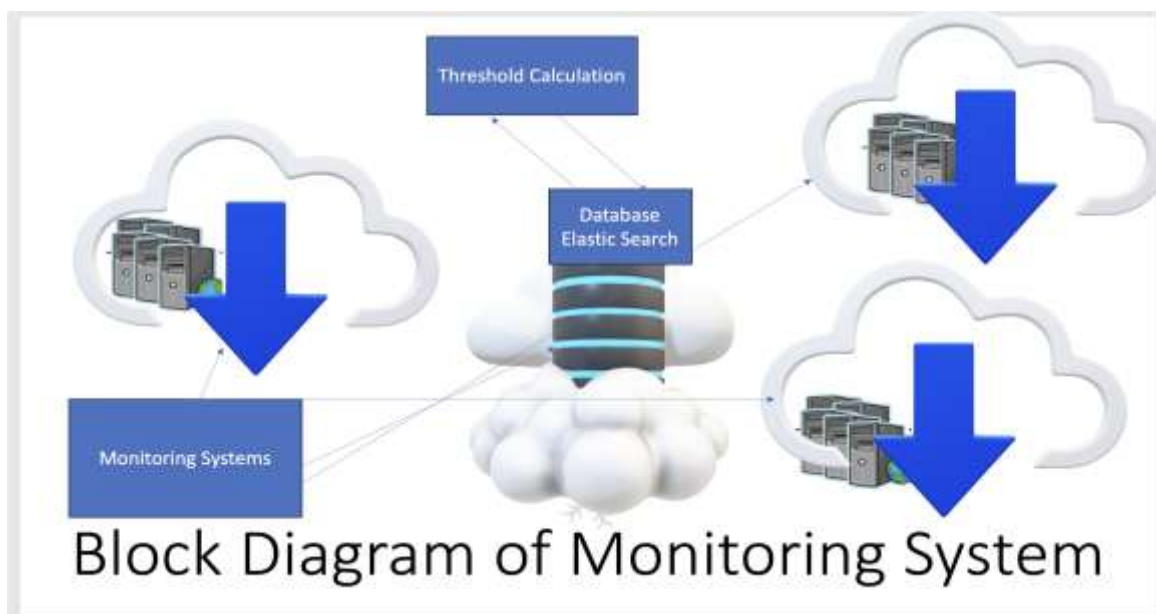 Threshold Calculation
Database
Elastic Search
Monitoring Systems
Block Diagram of Monitoring System